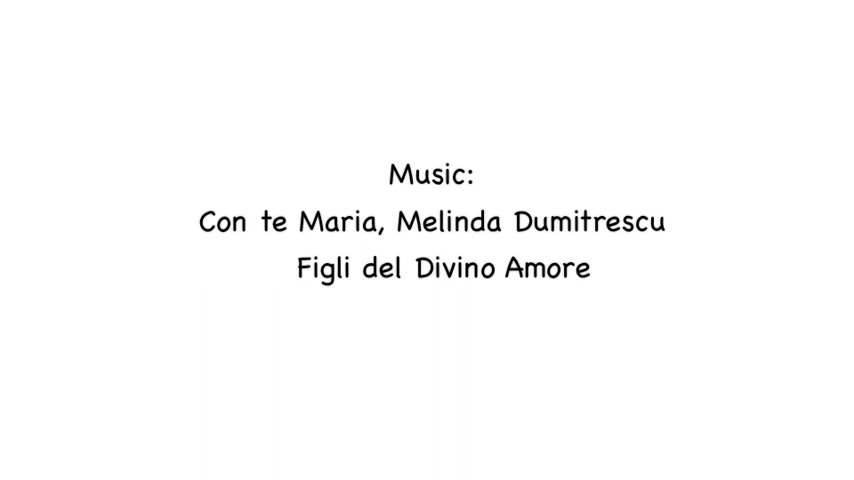 Music:
Con te Maria, Melinda Dumitrescu
Figli del Divino Amore